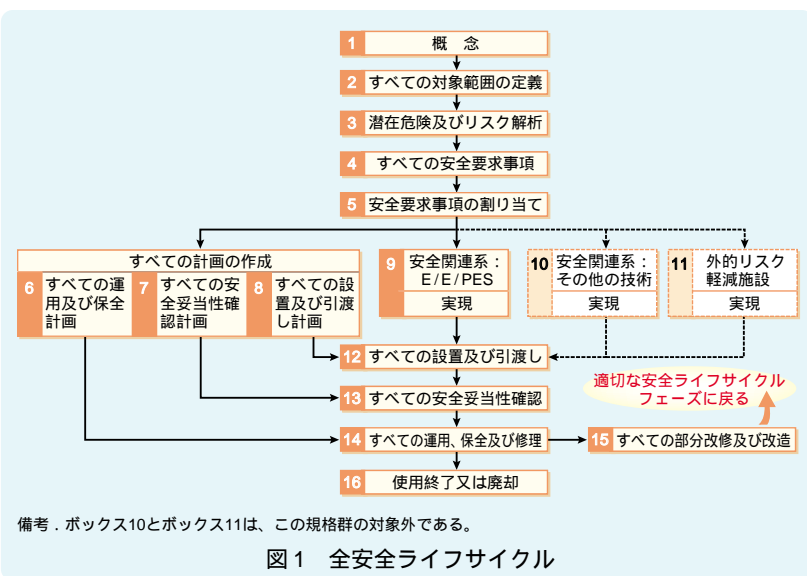 1 概 念
2 すべての対象範囲の定義
3 潜在危険及びリスク解析
4 すべての安全要求事項
5 安全要求事項の割り当て
すべての計画の作成
6 すべての運
用及び保全
計画
7 すべての安
全妥当性確
認計画
8 すべての設
置及び引渡
し計画
9 安全関連系：
E/E/PES
実現
10 安全関連系：
その他の技術
実現
11 外的リスク
軽減施設
実現
12 すべての設置及び引渡し
適切な安全ライフサイクル
フェーズに戻る
13 すべての安全妥当性確認
14 すべての運用、保全及び修理
15 すべての部分改修及び改造
16 使用終了又は廃却
備考．ボックス10とボックス11は、この規格群の対象外である。
図1 全安全ライフサイクル